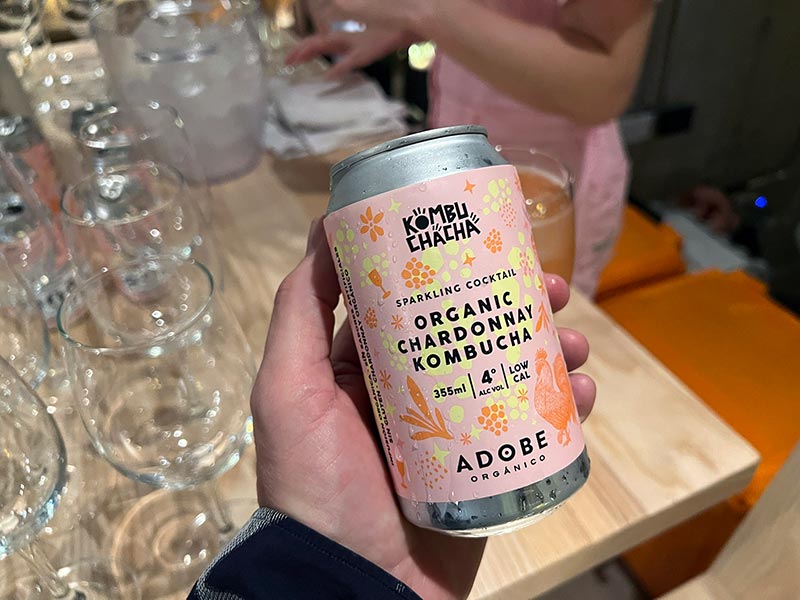 KOMBU
CHACHA
SPARKLING COCKTAIL
ORGANIC
CHARDONNAY
KOMBUCHA
355ml | 4° ALC VOL | LOW CAL
ADOBE
ORGÁNICO